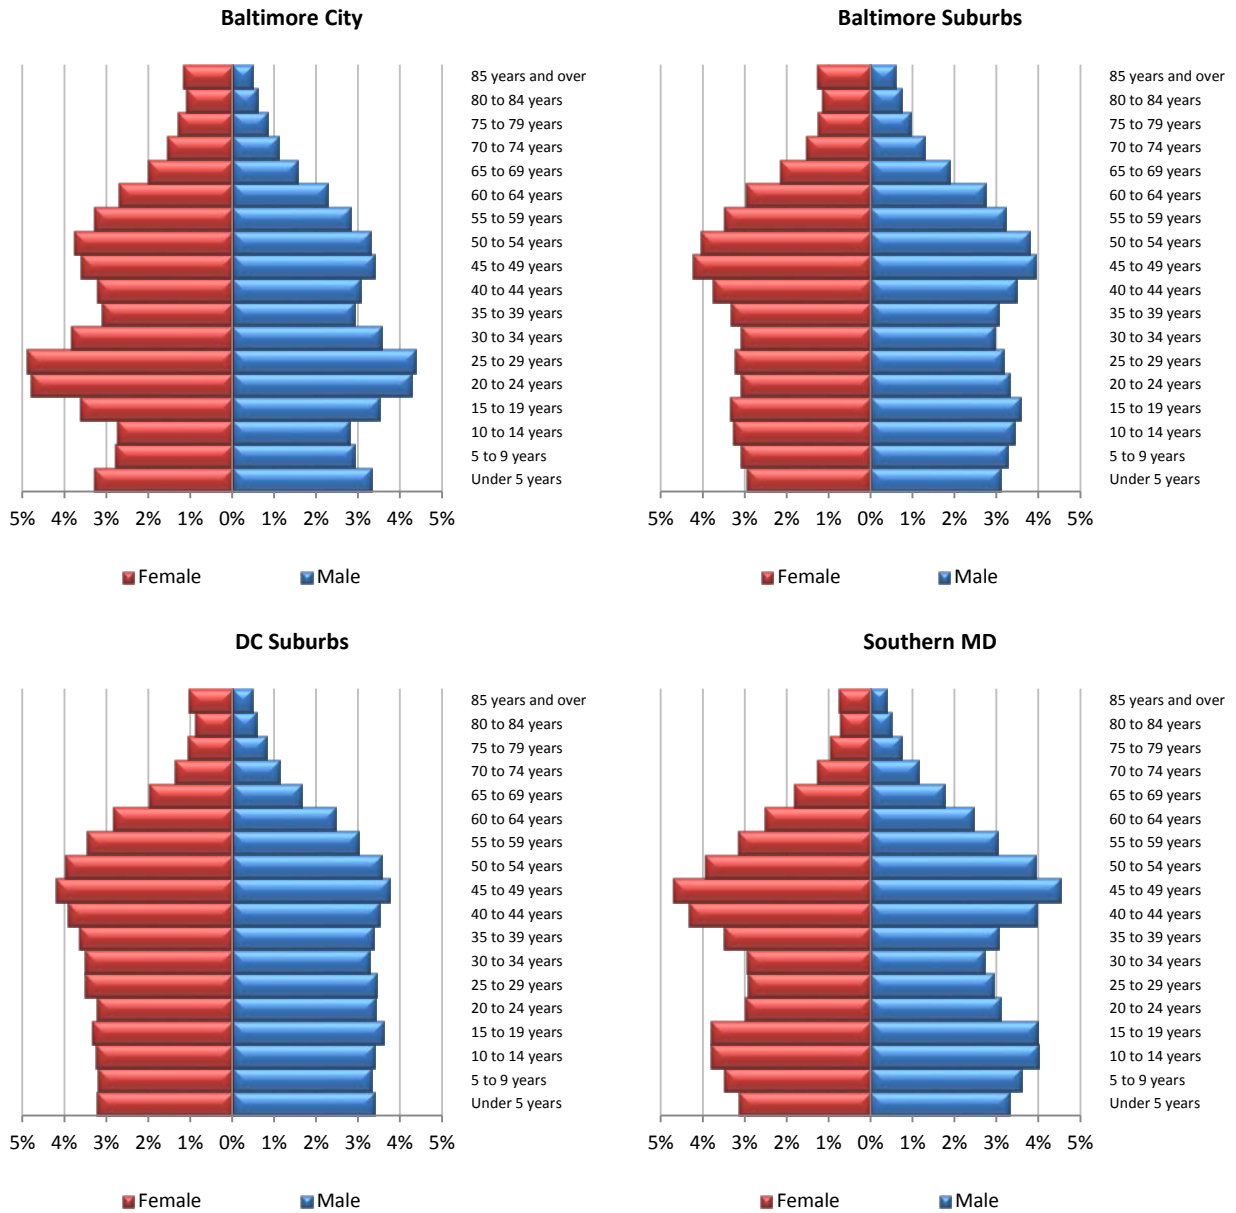 Baltimore City
85 years and over
80 to 84 years
75 to 79 years
70 to 74 years
65 to 69 years
60 to 64 years
55 to 59 years
50 to 54 years
45 to 49 years
40 to 44 years
35 to 39 years
30 to 34 years
25 to 29 years
20 to 24 years
15 to 19 years
10 to 14 years
5 to 9 years
Under 5 years
5% 4% 3% 2% 1% 0% 1% 2% 3% 4% 5%
Female Male
Baltimore Suburbs
85 years and over
80 to 84 years
75 to 79 years
70 to 74 years
65 to 69 years
60 to 64 years
55 to 59 years
50 to 54 years
45 to 49 years
40 to 44 years
35 to 39 years
30 to 34 years
25 to 29 years
20 to 24 years
15 to 19 years
10 to 14 years
5 to 9 years
Under 5 years
5% 4% 3% 2% 1% 0% 1% 2% 3% 4% 5%
Female Male
DC Suburbs
85 years and over
80 to 84 years
75 to 79 years
70 to 74 years
65 to 69 years
60 to 64 years
55 to 59 years
50 to 54 years
45 to 49 years
40 to 44 years
35 to 39 years
30 to 34 years
25 to 29 years
20 to 24 years
15 to 19 years
10 to 14 years
5 to 9 years
Under 5 years
5% 4% 3% 2% 1% 0% 1% 2% 3% 4% 5%
Female Male
Southern MD
85 years and over
80 to 84 years
75 to 79 years
70 to 74 years
65 to 69 years
60 to 64 years
55 to 59 years
50 to 54 years
45 to 49 years
40 to 44 years
35 to 39 years
30 to 34 years
25 to 29 years
20 to 24 years
15 to 19 years
10 to 14 years
5 to 9 years
Under 5 years
5% 4% 3% 2% 1% 0% 1% 2% 3% 4% 5%
Female Male